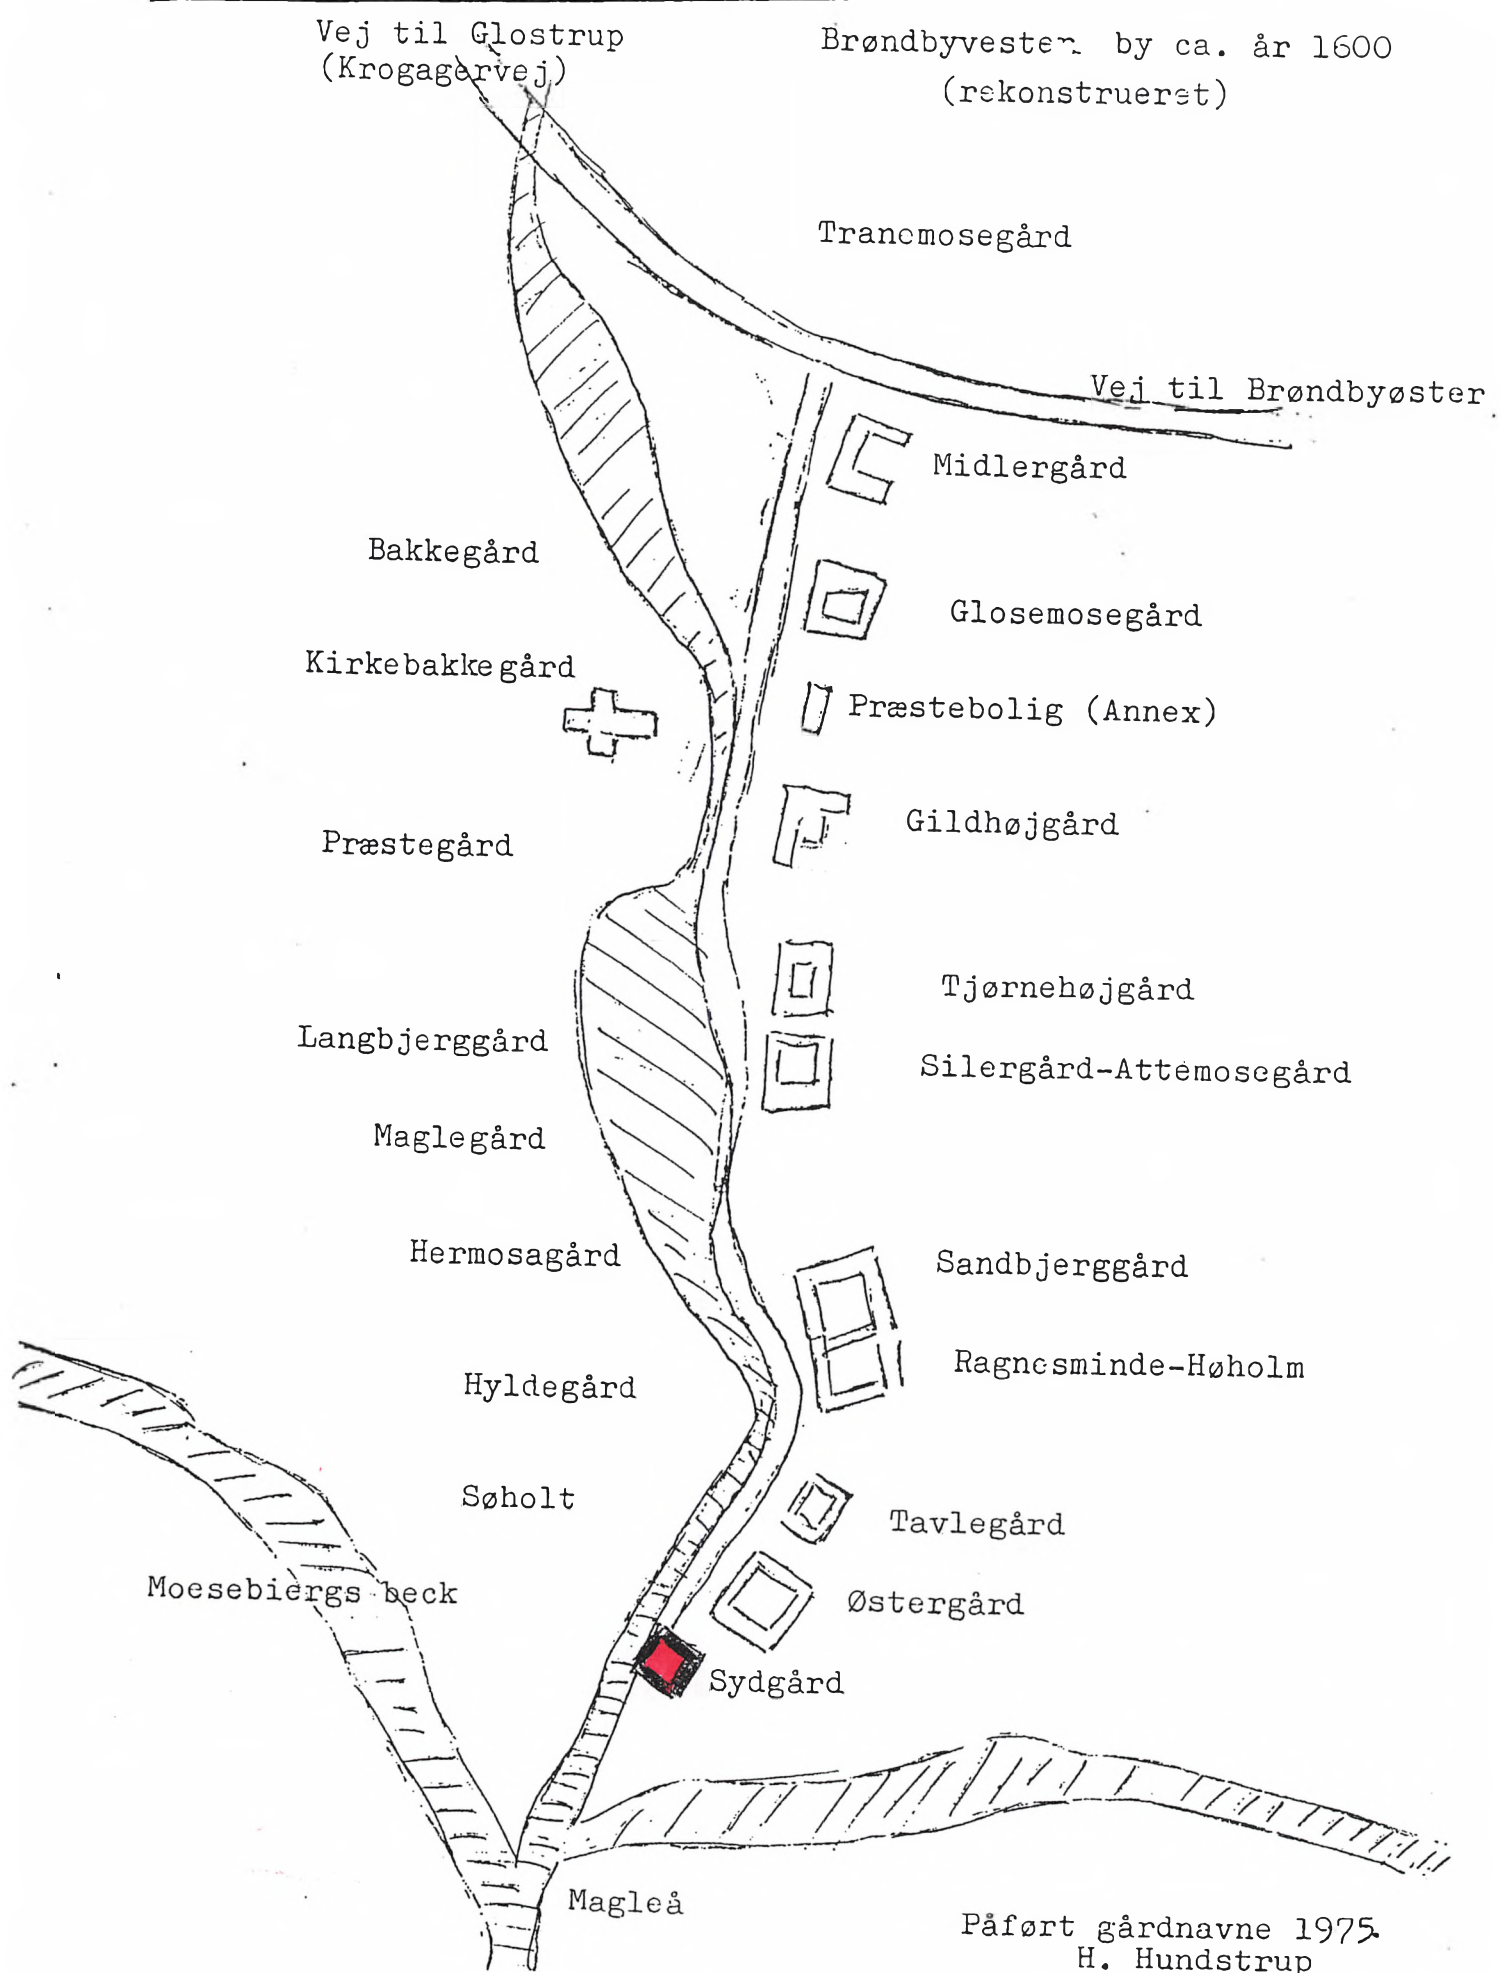 Vej til Glostrup
(Krogagervej)
Brøndbyvester by ca. år 1600
(rekonstrueret)
Tranemosegård
Vej til Brøndbyøster
Midlergård
Bakkegård
Glosemosegård
Kirkebakkegård
Præstebolig (Annex)
Gildhøjgård
Præstegård
Tjørnehøjgård
Langbjerggård
Silergård-Attemosegård
Maglegård
Hermosagård
Sandbjerggård
Ragnesminde-Høholm
Hyldegård
Søholt
Tavlegård
Moesebiergs beck
Østergård
Sydgård
Magleå
Påført gårdnavne 1975.
H. Hundstrup